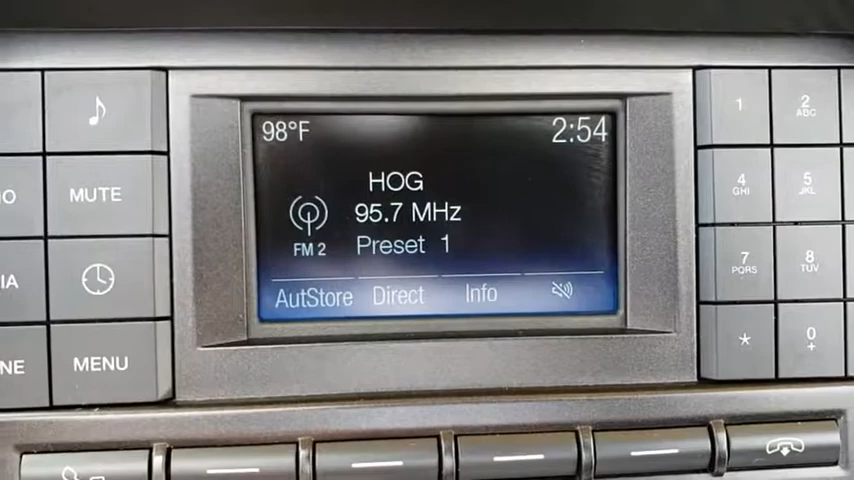 98°F 2:54
HOG
95.7 MHz
FM 2 Preset 1
AutoStore Direct Info
MUTE
MENU
1 2 ABC
4 GHI 5 JKL
7 PQRS 8 TUV
* 0 +